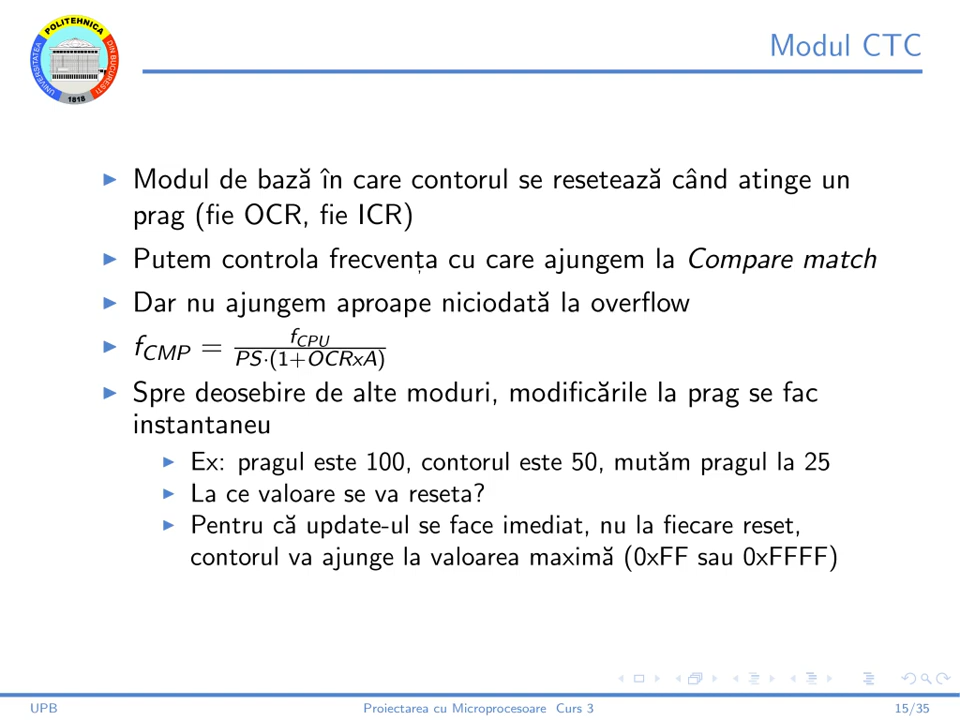 POLITEHNICA
UNIVERSITATEA
DIN BUCURESTI
1818
Modul CTC
Modul de bază în care contorul se resetează când atinge un
prag (fie OCR, fie ICR)
Putem controla frecvența cu care ajungem la Compare match
Dar nu ajungem aproape niciodată la overflow
f_CMP = f_CPU / PS·(1+OCRxA)
Spre deosebire de alte moduri, modificările la prag se fac
instantaneu
Ex: pragul este 100, contorul este 50, mutăm pragul la 25
La ce valoare se va reseta?
Pentru că update-ul se face imediat, nu la fiecare reset,
contorul va ajunge la valoarea maximă (0xFF sau 0xFFFF)
UPB Proiectarea cu Microprocesoare Curs 3 15/35